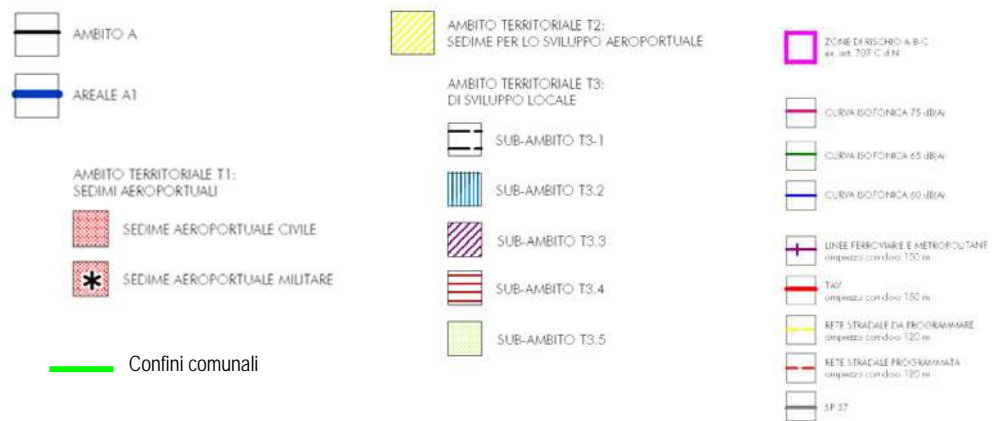 AMBITO A
AREALE A1
AMBITO TERRITORIALE T1:
SEDIMI AEROPORTUALI
SEDIME AEROPORTUALE CIVILE
SEDIME AEROPORTUALE MILITARE
Confini comunali
AMBITO TERRITORIALE T2:
SEDIME PER LO SVILUPPO AEROPORTUALE
AMBITO TERRITORIALE T3:
DI SVILUPPO LOCALE
SUB-AMBITO T3-1
SUB-AMBITO T3.2
SUB-AMBITO T3.3
SUB-AMBITO T3.4
SUB-AMBITO T3.5
ZONE DI RISCHIO A B-C
ex. art. 707 C.d.N
CURVA ISOFONICA 75 dB(A)
CURVA ISOFONICA 65 dB(A)
CURVA ISOFONICA 60 dB(A)
LINEE FERROVIARIE E METROPOLITANE
ampiezza corridoio 150 m
TAV
ampiezza corridoio 150 m
RETE STRADALE DA PROGRAMMARE
ampiezza corridoio 120 m
RETE STRADALE PROGRAMMATA
ampiezza corridoio 120 m
SP 37